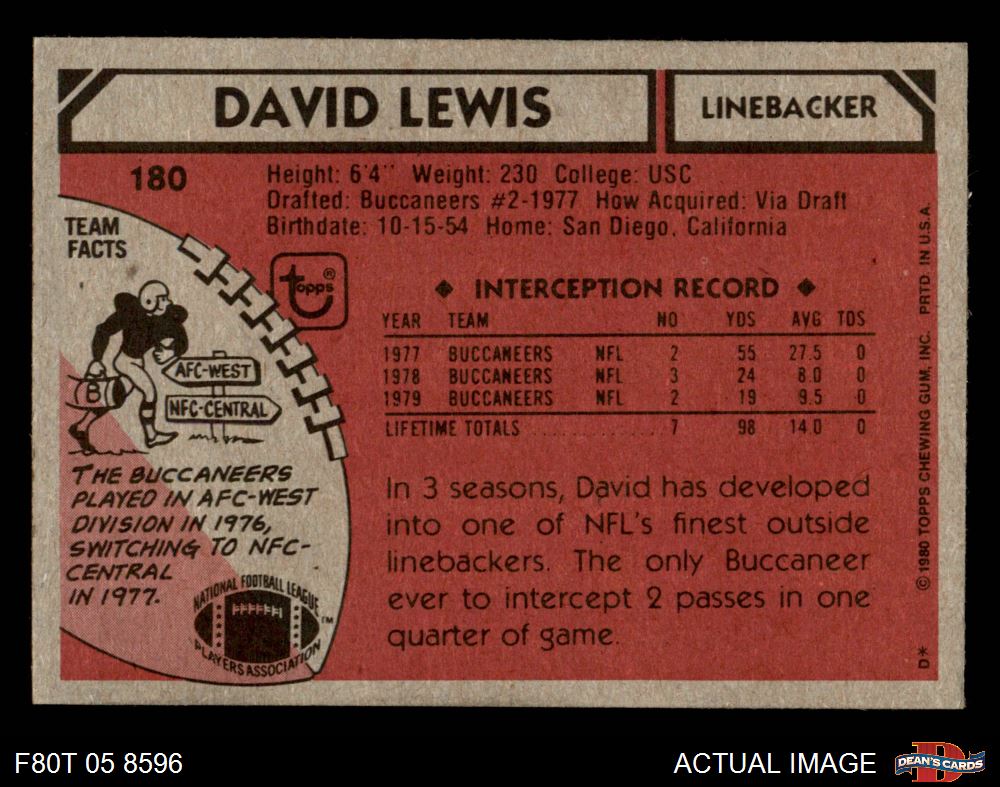 DAVID LEWIS
LINEBACKER
180
Height: 6'4" Weight: 230 College: USC
Drafted: Buccaneers #2-1977 How Acquired: Via Draft
Birthdate: 10-15-54 Home: San Diego, California
TEAM
FACTS
AFC-WEST
NFC-CENTRAL
B
THE BUCCANEERS
PLAYED IN AFC-WEST
DIVISION IN 1976,
SWITCHING TO NFC-
CENTRAL
IN 1977.
NATIONAL FOOTBALL LEAGUE
PLAYERS ASSOCIATION
TM
topps®
◆ INTERCEPTION RECORD ◆
YEAR TEAM NO YDS AVG TDS
1977 BUCCANEERS NFL 2 55 27.5 0
1978 BUCCANEERS NFL 3 24 8.0 0
1979 BUCCANEERS NFL 2 19 9.5 0
LIFETIME TOTALS .............. 7 98 14.0 0
In 3 seasons, David has developed
into one of NFL's finest outside
linebackers. The only Buccaneer
ever to intercept 2 passes in one
quarter of game.
D* © 1980 TOPPS CHEWING GUM, INC. PRTD. IN U.S.A.
F80T 05 8596
ACTUAL IMAGE
D
DEAN'S CARDS